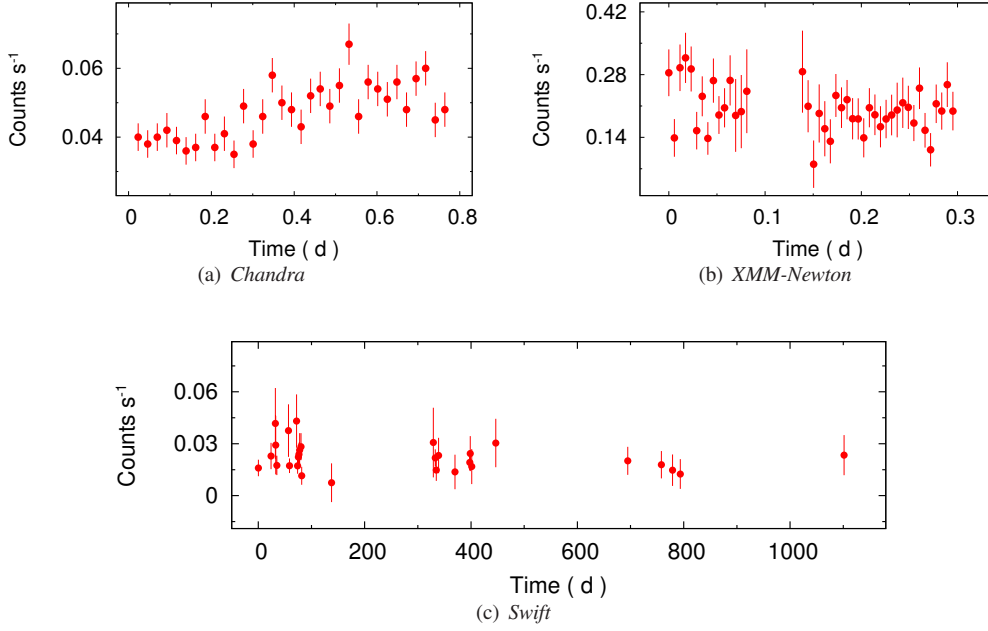 0.06
0.04
Counts s-1
0 0.2 0.4 0.6 0.8
Time ( d )
(a) Chandra
0.42
0.28
0.14
Counts s-1
0 0.1 0.2 0.3
Time ( d )
(b) XMM-Newton
0.06
0.03
0
Counts s-1
0 200 400 600 800 1000
Time ( d )
(c) Swift